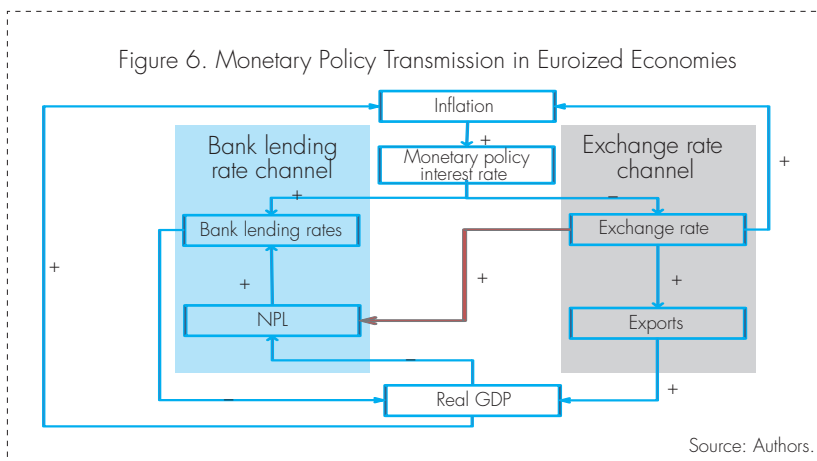 Figure 6. Monetary Policy Transmission in Euroized Economies
Inflation
+
+
Bank lending
rate channel
Monetary policy
interest rate
Exchange rate
channel
+
–
Bank lending rates
Exchange rate
+
+
+
+
NPL
Exports
–
–
+
Real GDP
Source: Authors.